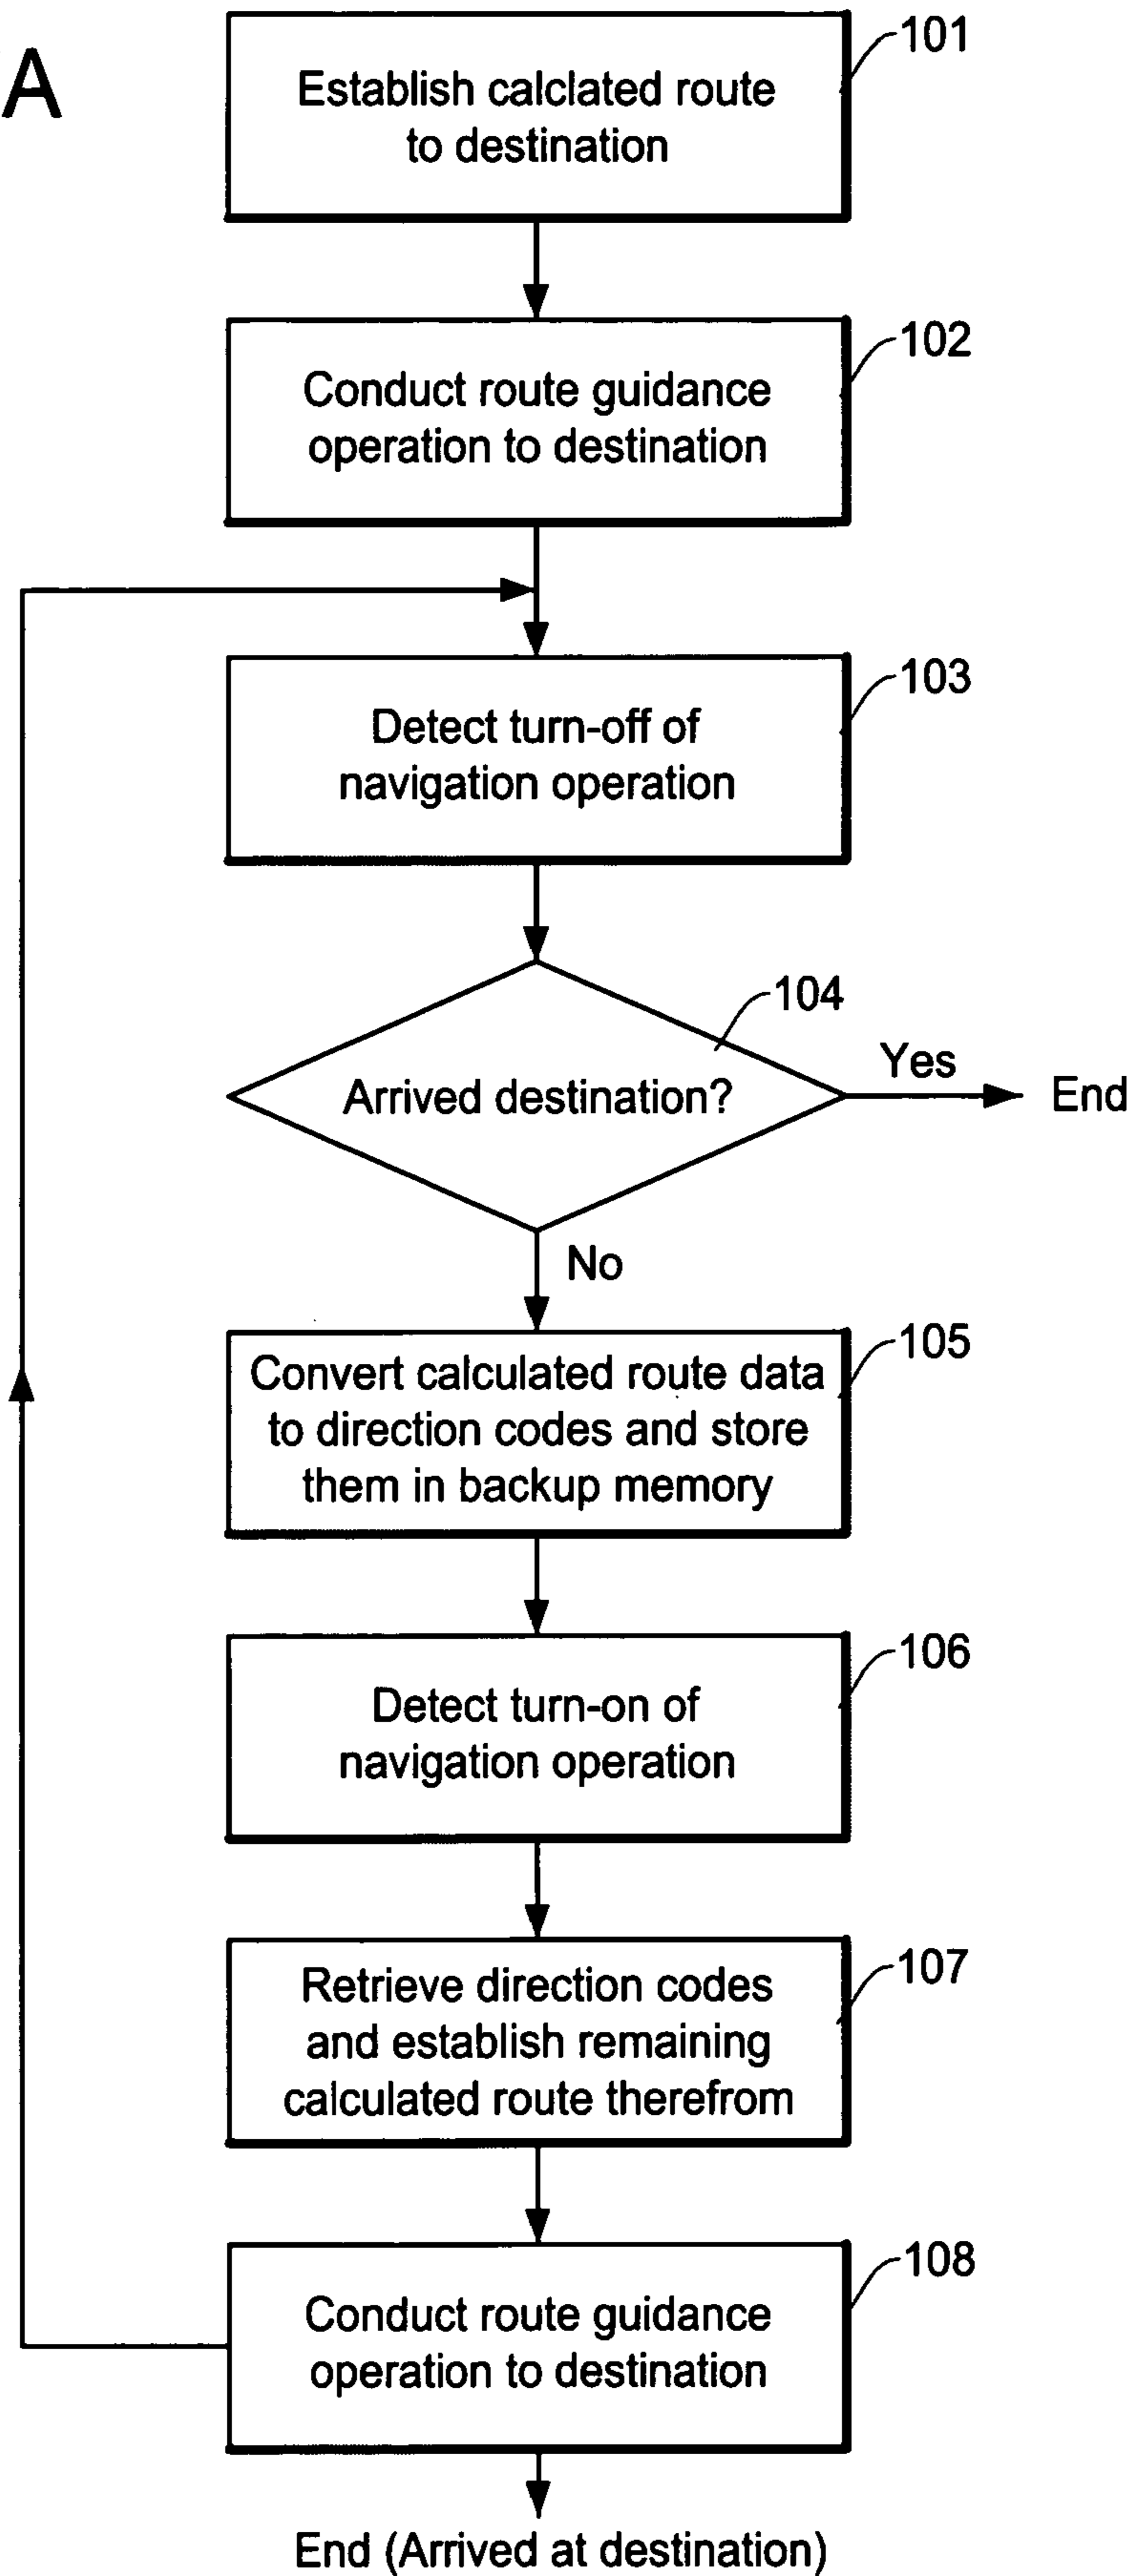 A
101
Establish calclated route
to destination
102
Conduct route guidance
operation to destination
103
Detect turn-off of
navigation operation
104
Arrived destination?
Yes
End
No
105
Convert calculated route data
to direction codes and store
them in backup memory
106
Detect turn-on of
navigation operation
107
Retrieve direction codes
and establish remaining
calculated route therefrom
108
Conduct route guidance
operation to destination
End (Arrived at destination)